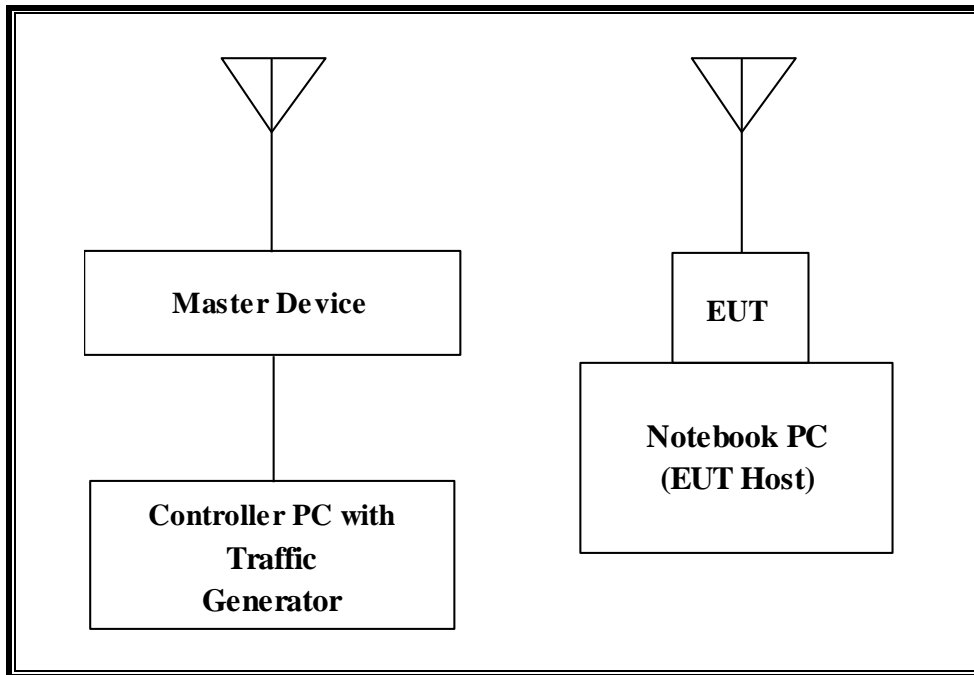 Master Device
EUT
Notebook PC
(EUT Host)
Controller PC with
Traffic
Generator